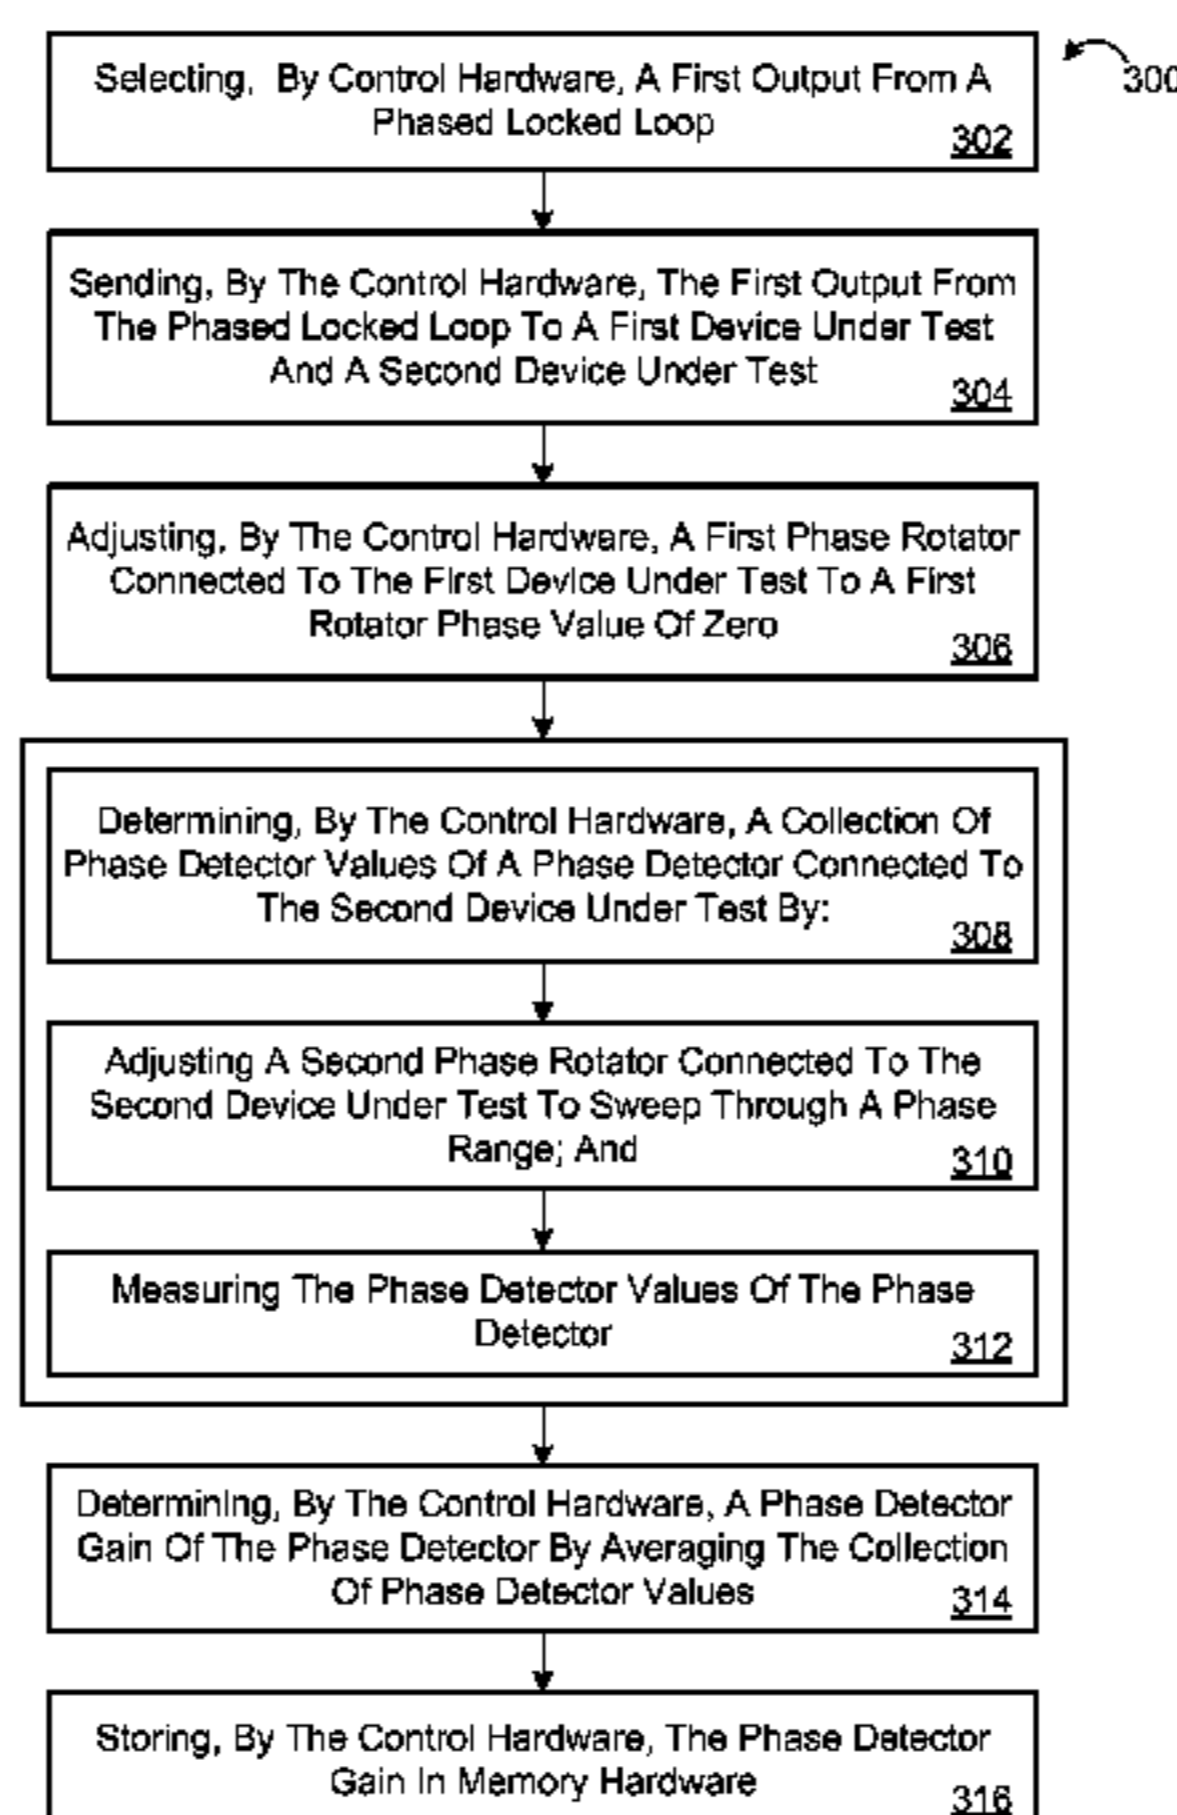 300
Selecting, By Control Hardware, A First Output From A
Phased Locked Loop
302
Sending, By The Control Hardware, The First Output From
The Phased Locked Loop To A First Device Under Test
And A Second Device Under Test
304
Adjusting, By The Control Hardware, A First Phase Rotator
Connected To The First Device Under Test To A First
Rotator Phase Value Of Zero
306
Determining, By The Control Hardware, A Collection Of
Phase Detector Values Of A Phase Detector Connected To
The Second Device Under Test By:
308
Adjusting A Second Phase Rotator Connected To The
Second Device Under Test To Sweep Through A Phase
Range; And
310
Measuring The Phase Detector Values Of The Phase
Detector
312
Determining, By The Control Hardware, A Phase Detector
Gain Of The Phase Detector By Averaging The Collection
Of Phase Detector Values
314
Storing, By The Control Hardware, The Phase Detector
Gain In Memory Hardware
316